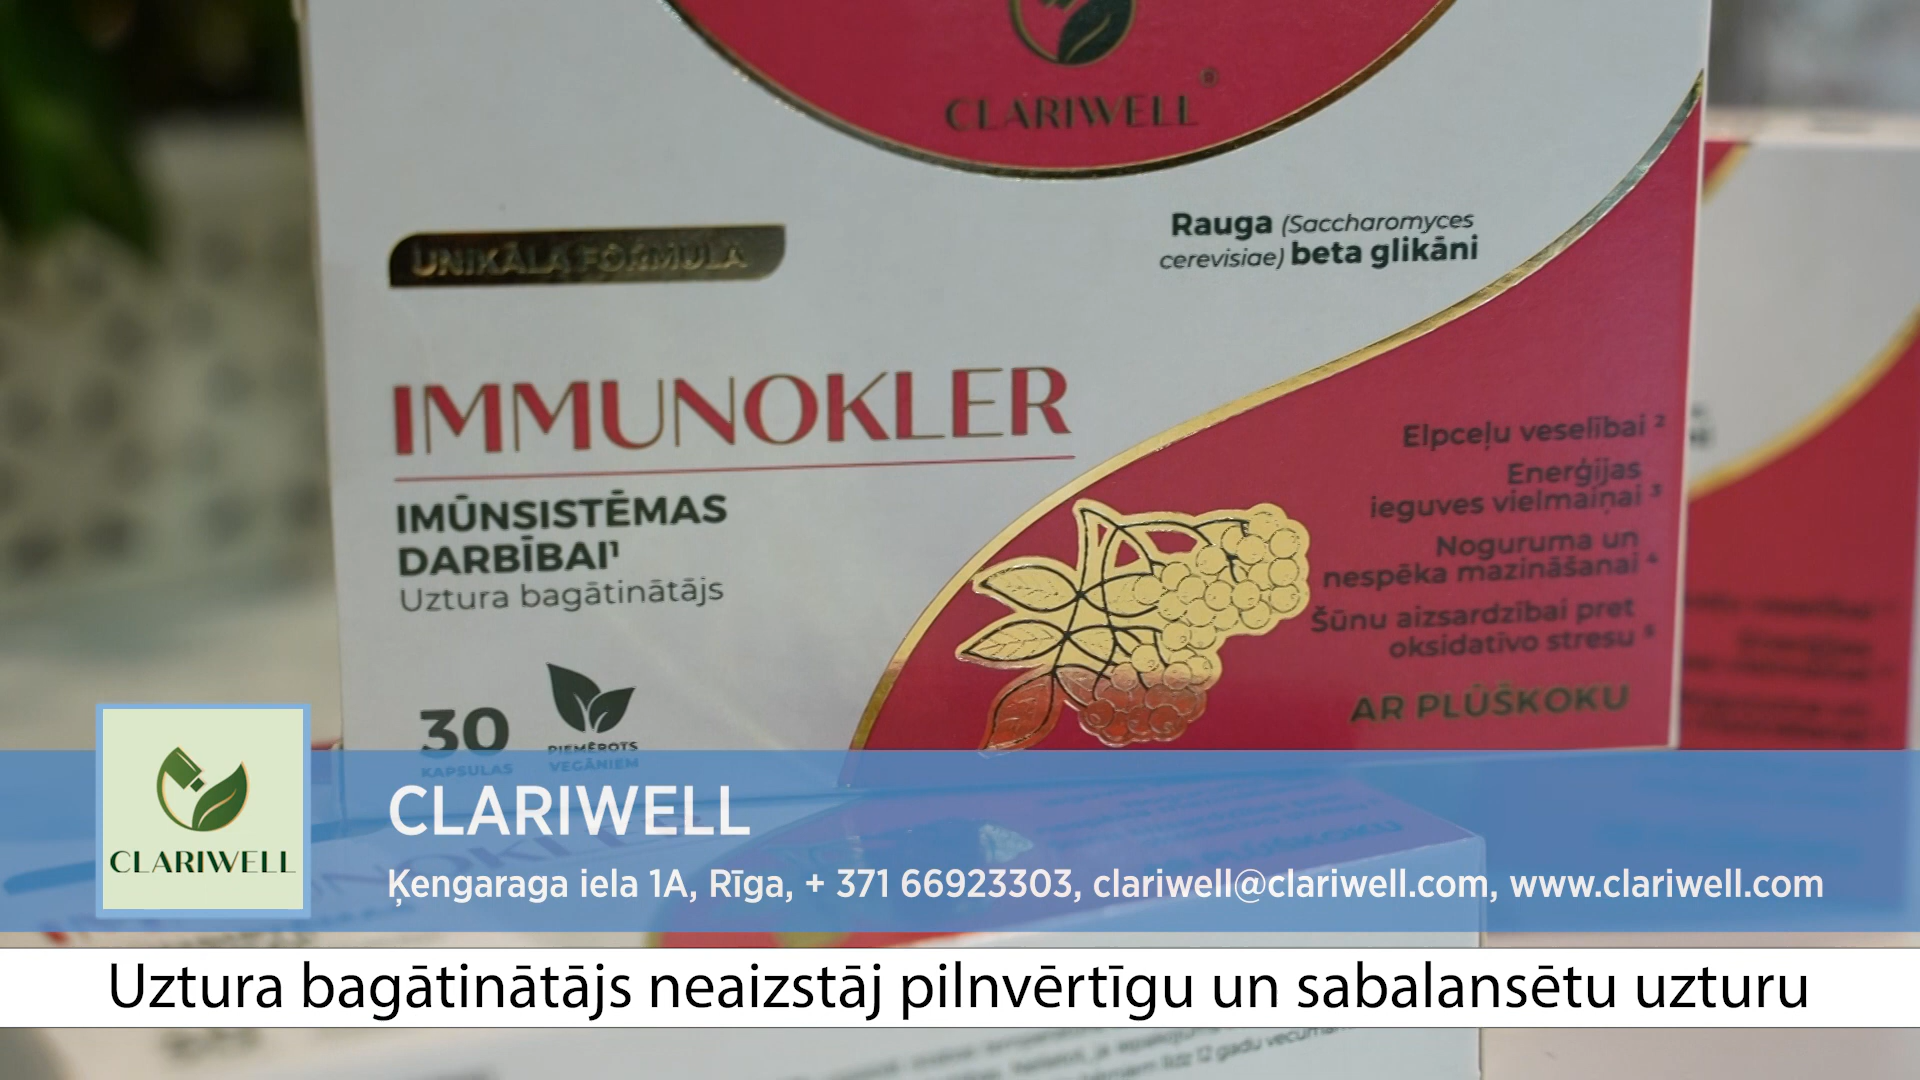 CLARIWELL
®
UNIKĀLA FORMULA
Rauga (Saccharomyces
cerevisiae) beta glikāni
IMMUNOKLER
IMŪNSISTĒMAS
DARBĪBAI¹
Uztura bagātinātājs
Elpceļu veselībai ²
Enerģijas
ieguves vielmaiņai ³
Noguruma un
nespēka mazināšanai ⁴
Šūnu aizsardzībai pret
oksidatīvo stresu ⁵
AR PLŪŠKOKU
30
KAPSULAS
PIEMĒROTS
VEGĀNIEM
CLARIWELL
CLARIWELL
Ķengaraga iela 1A, Rīga, + 371 66923303, clariwell@clariwell.com, www.clariwell.com
Uztura bagātinātājs neaizstāj pilnvērtīgu un sabalansētu uzturu
līdz 12 gadu